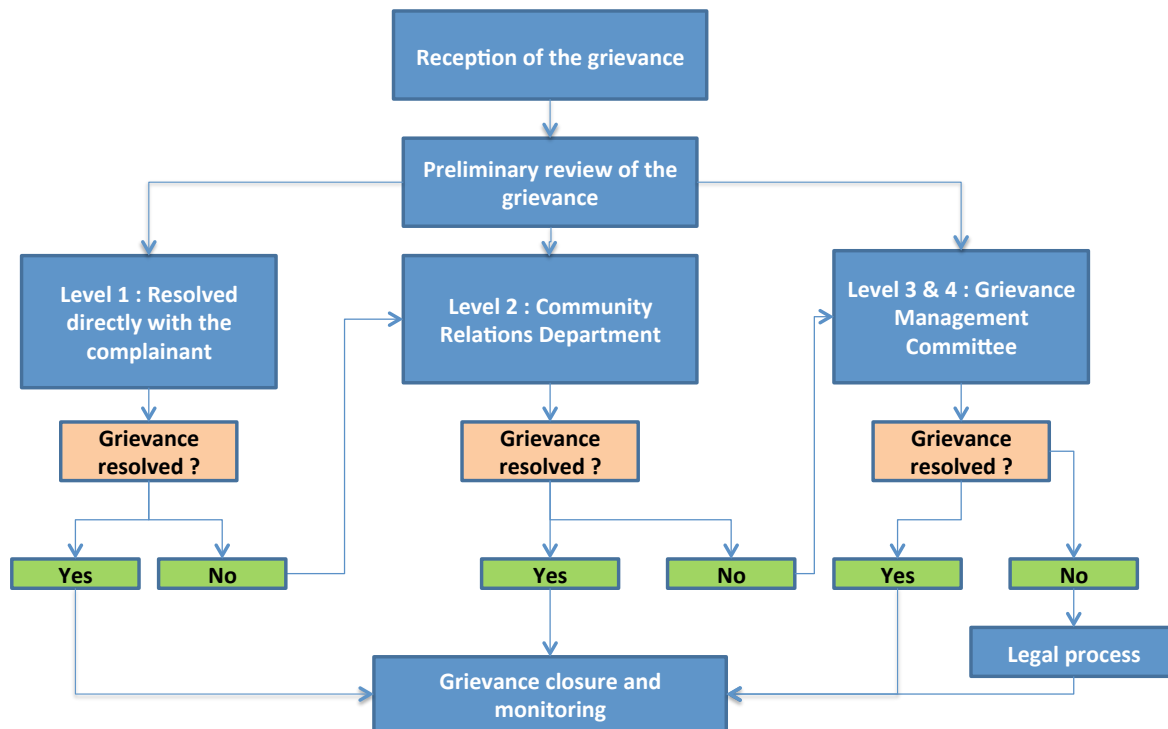 Reception of the grievance
Preliminary review of the
grievance
Level 1 : Resolved
directly with the
complainant
Level 2 : Community
Relations Department
Level 3 & 4 : Grievance
Management
Committee
Grievance
resolved ?
Grievance
resolved ?
Grievance
resolved ?
Yes
No
Yes
No
Yes
No
Legal process
Grievance closure and
monitoring